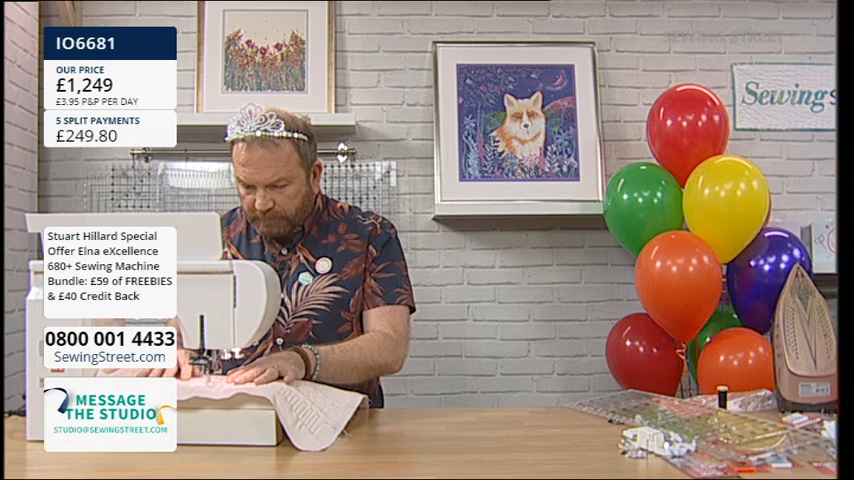 IO6681
OUR PRICE
£1,249
£3.95 P&P PER DAY
5 SPLIT PAYMENTS
£249.80
Stuart Hillard Special
Offer Elna eXcellence
680+ Sewing Machine
Bundle: £59 of FREEBIES
& £40 Credit Back
0800 001 4433
SewingStreet.com
MESSAGE
THE STUDIO
STUDIO@SEWINGSTREET.COM
SEWING STREET
SewingS